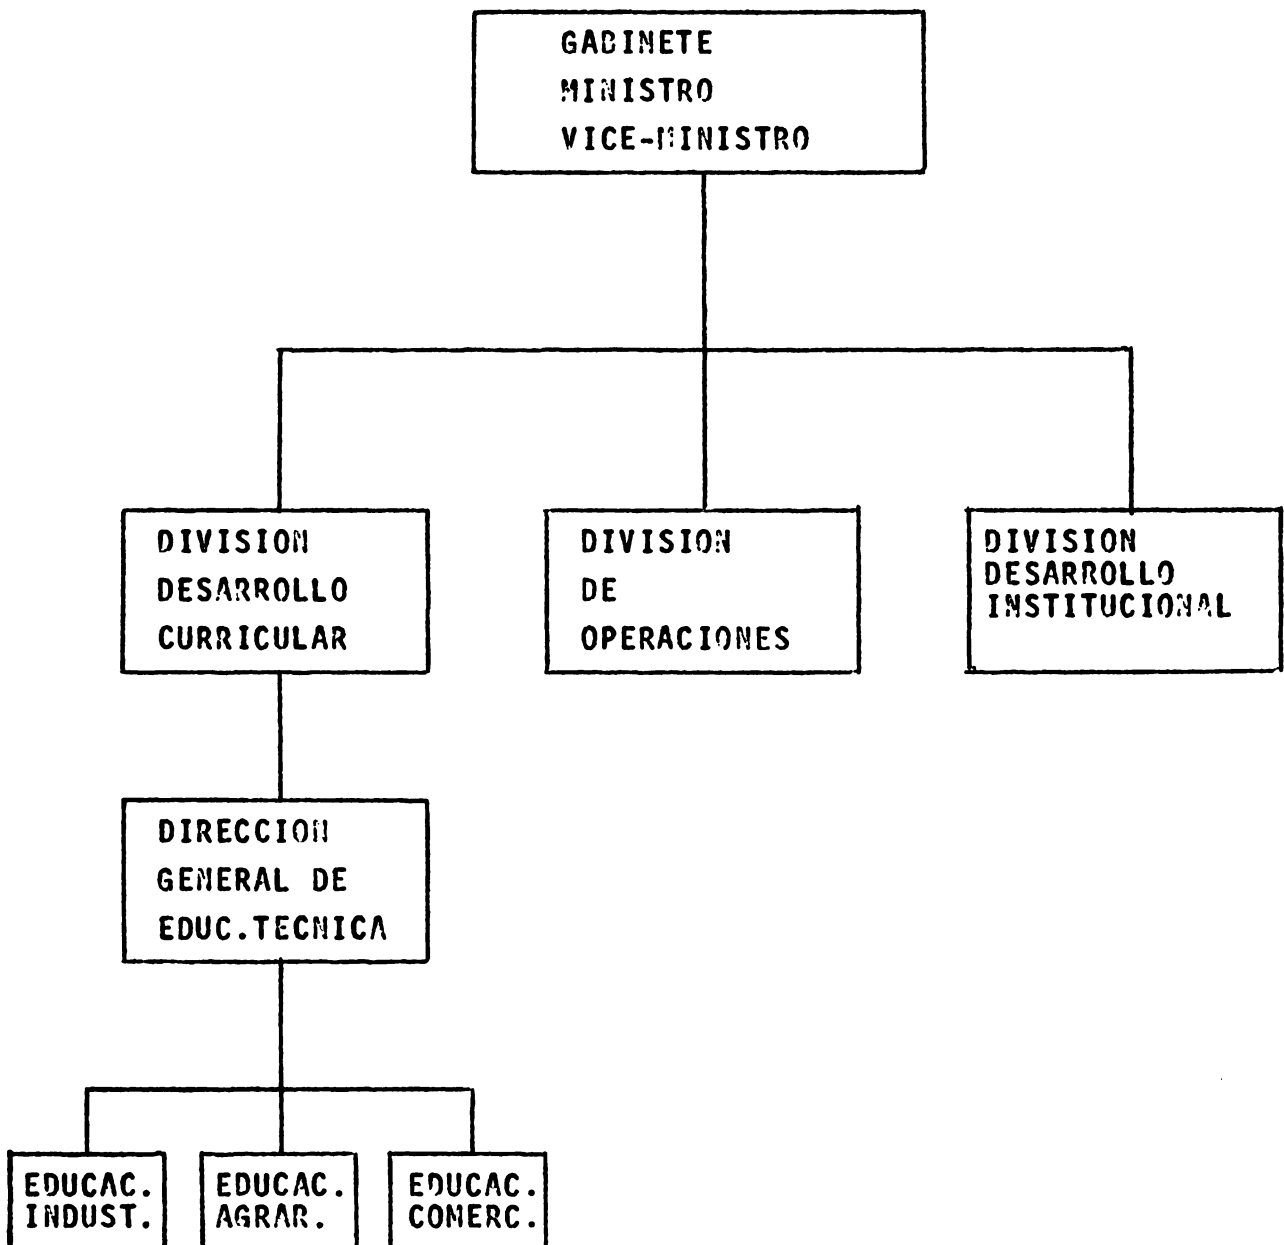 GABINETE
MINISTRO
VICE-MINISTRO
DIVISION
DESARROLLO
CURRICULAR
DIVISION
DE
OPERACIONES
DIVISION
DESARROLLO
INSTITUCIONAL
DIRECCION
GENERAL DE
EDUC.TECNICA
EDUCAC.
INDUST.
EDUCAC.
AGRAR.
EDUCAC.
COMERC.